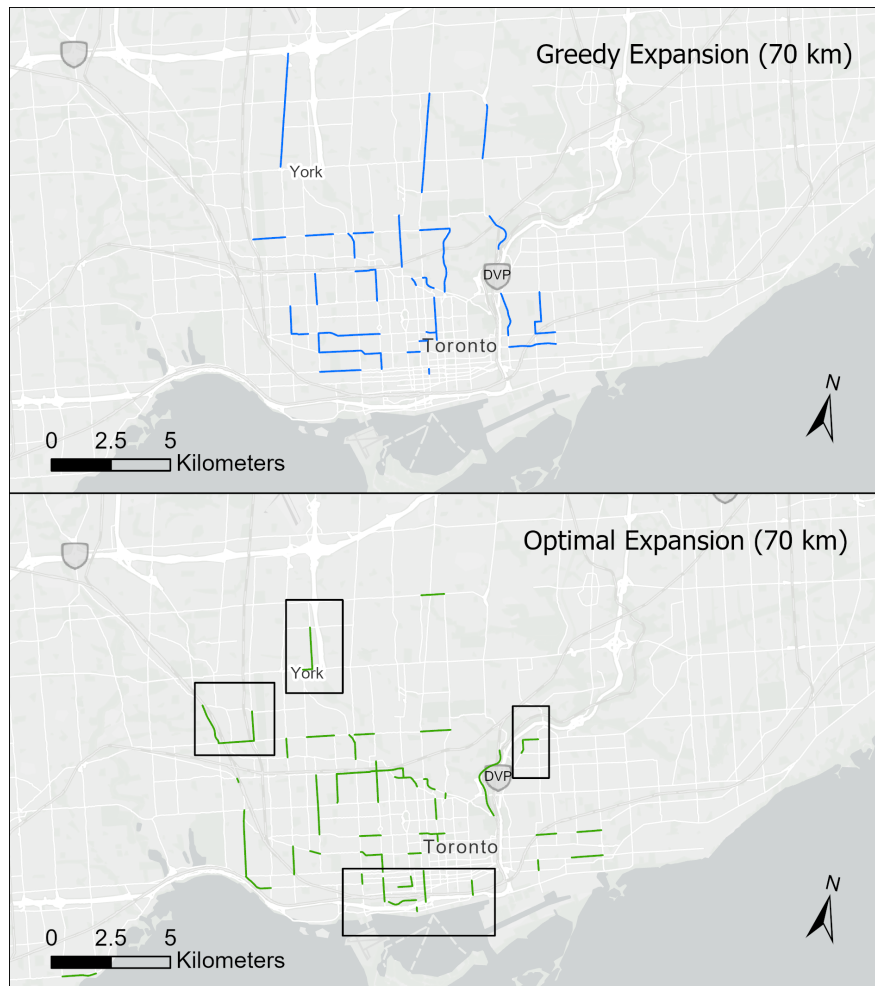 Greedy Expansion (70 km)
York
DVP
Toronto
N
0 2.5 5
Kilometers
Optimal Expansion (70 km)
York
DVP
Toronto
N
0 2.5 5
Kilometers